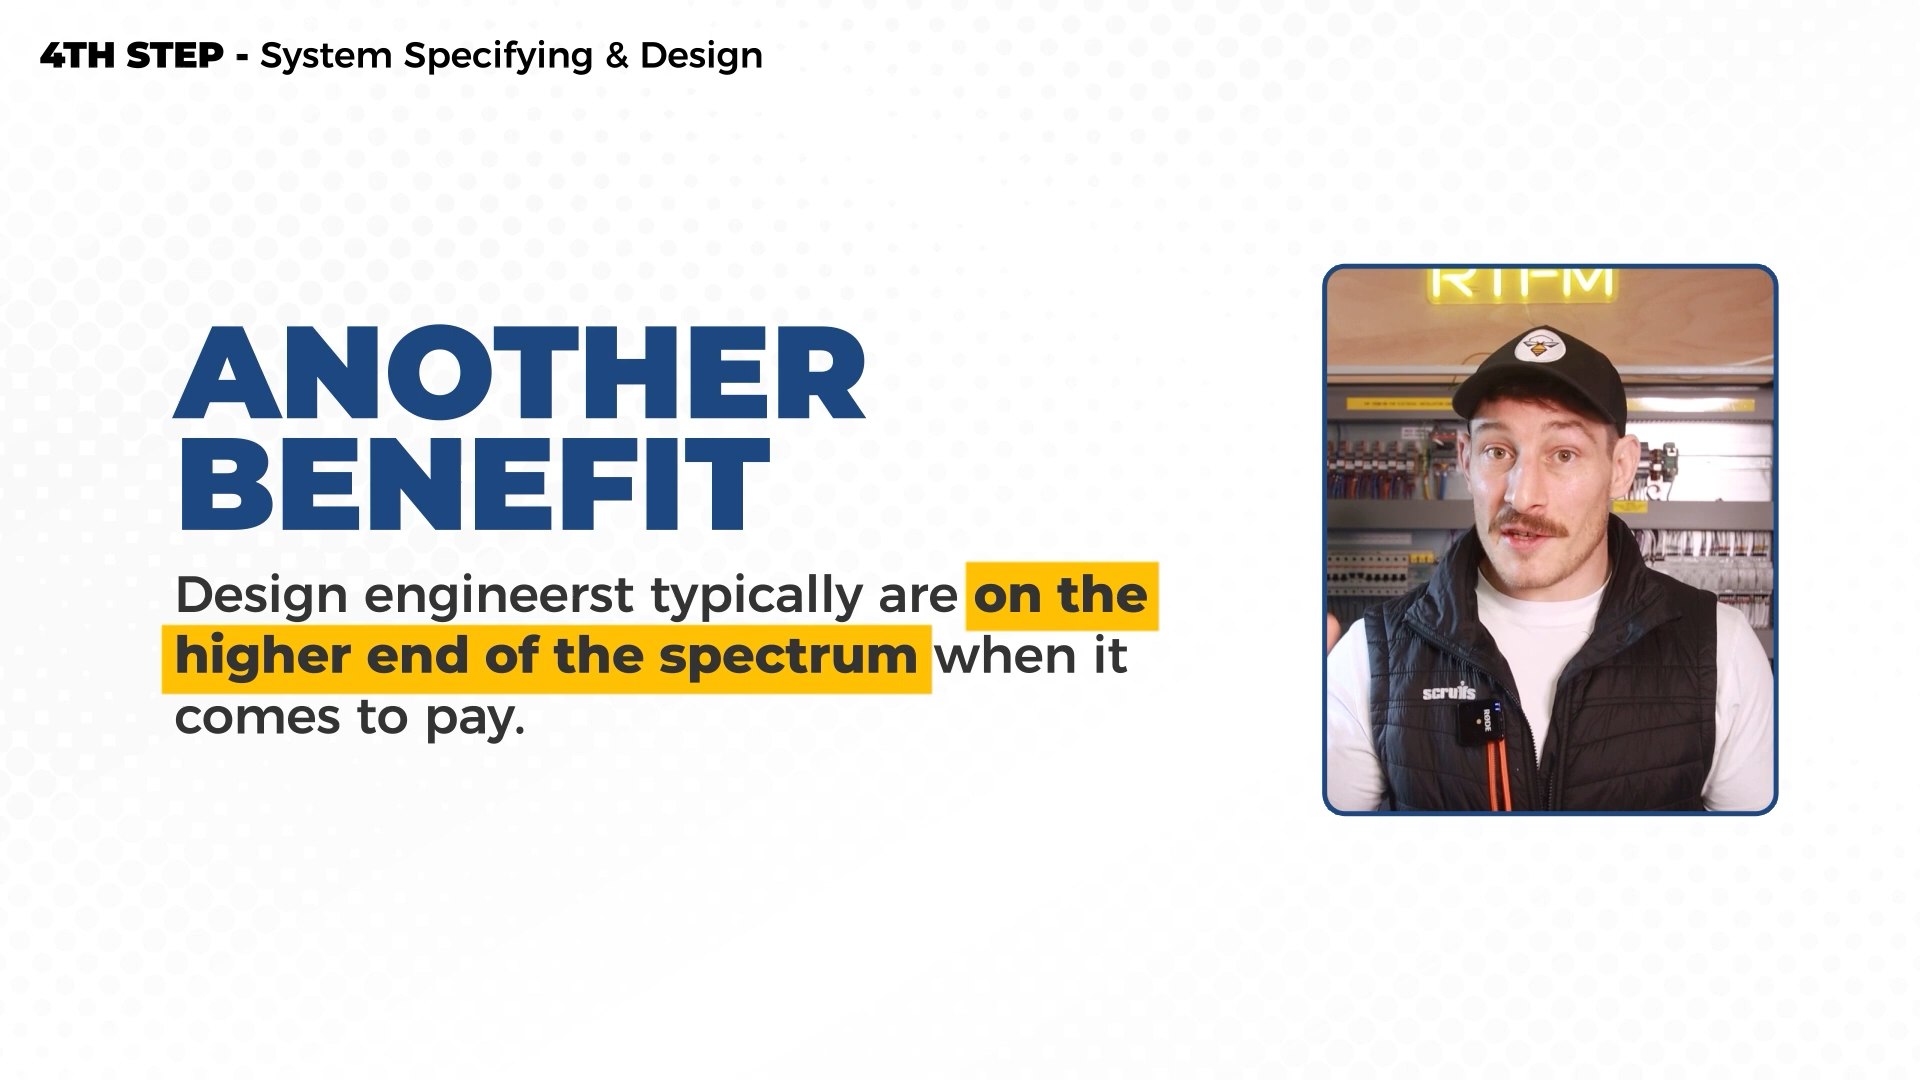 4TH STEP - System Specifying & Design
RTFM
ANOTHER
BENEFIT
Design engineerst typically are on the
higher end of the spectrum when it
comes to pay.
scruffs
RØDE